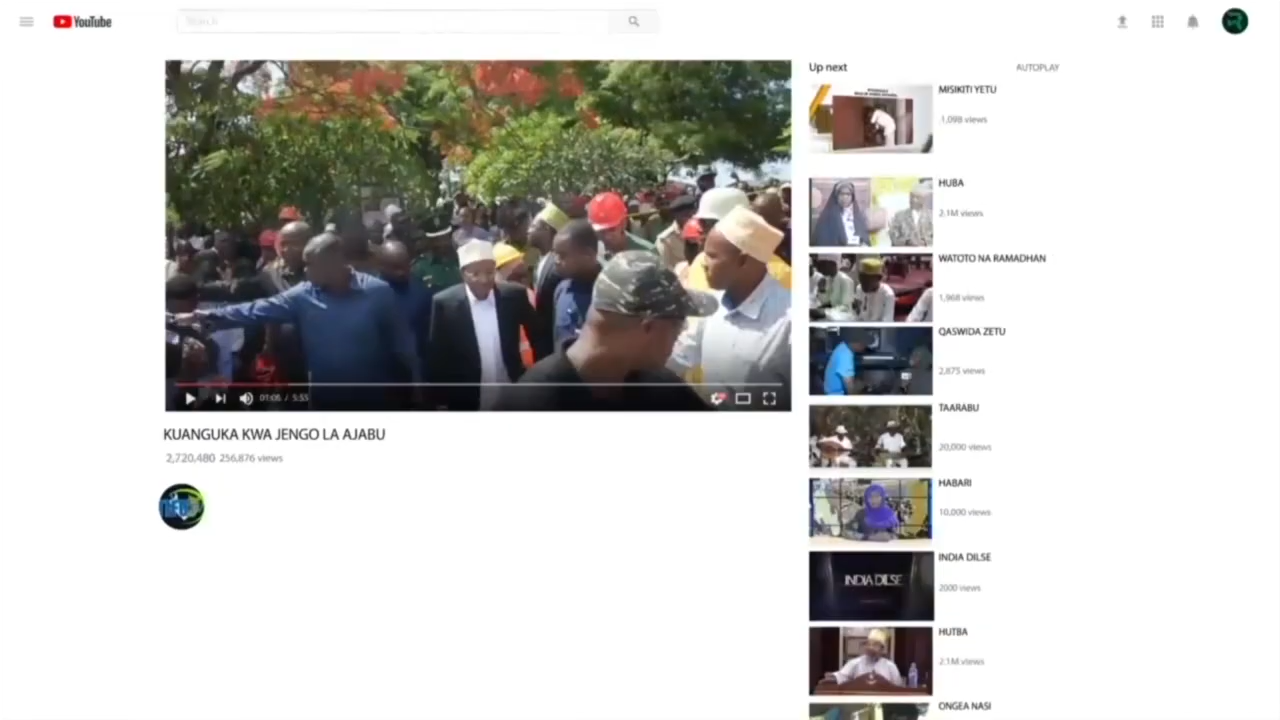 YouTube
Search
KUANGUKA KWA JENGO LA AJABU
2,720,480 256,876 views
01:06 / 5:55
Up next
AUTOPLAY
MISIKITI YETU
1,098 views
HUBA
2.1M views
WATOTO NA RAMADHAN
1,968 views
QASWIDA ZETU
2,875 views
TAARABU
20,000 views
HABARI
10,000 views
INDIA DILSE
INDIA DILSE
2000 views
HUTBA
2.1M views
ONGEA NASI